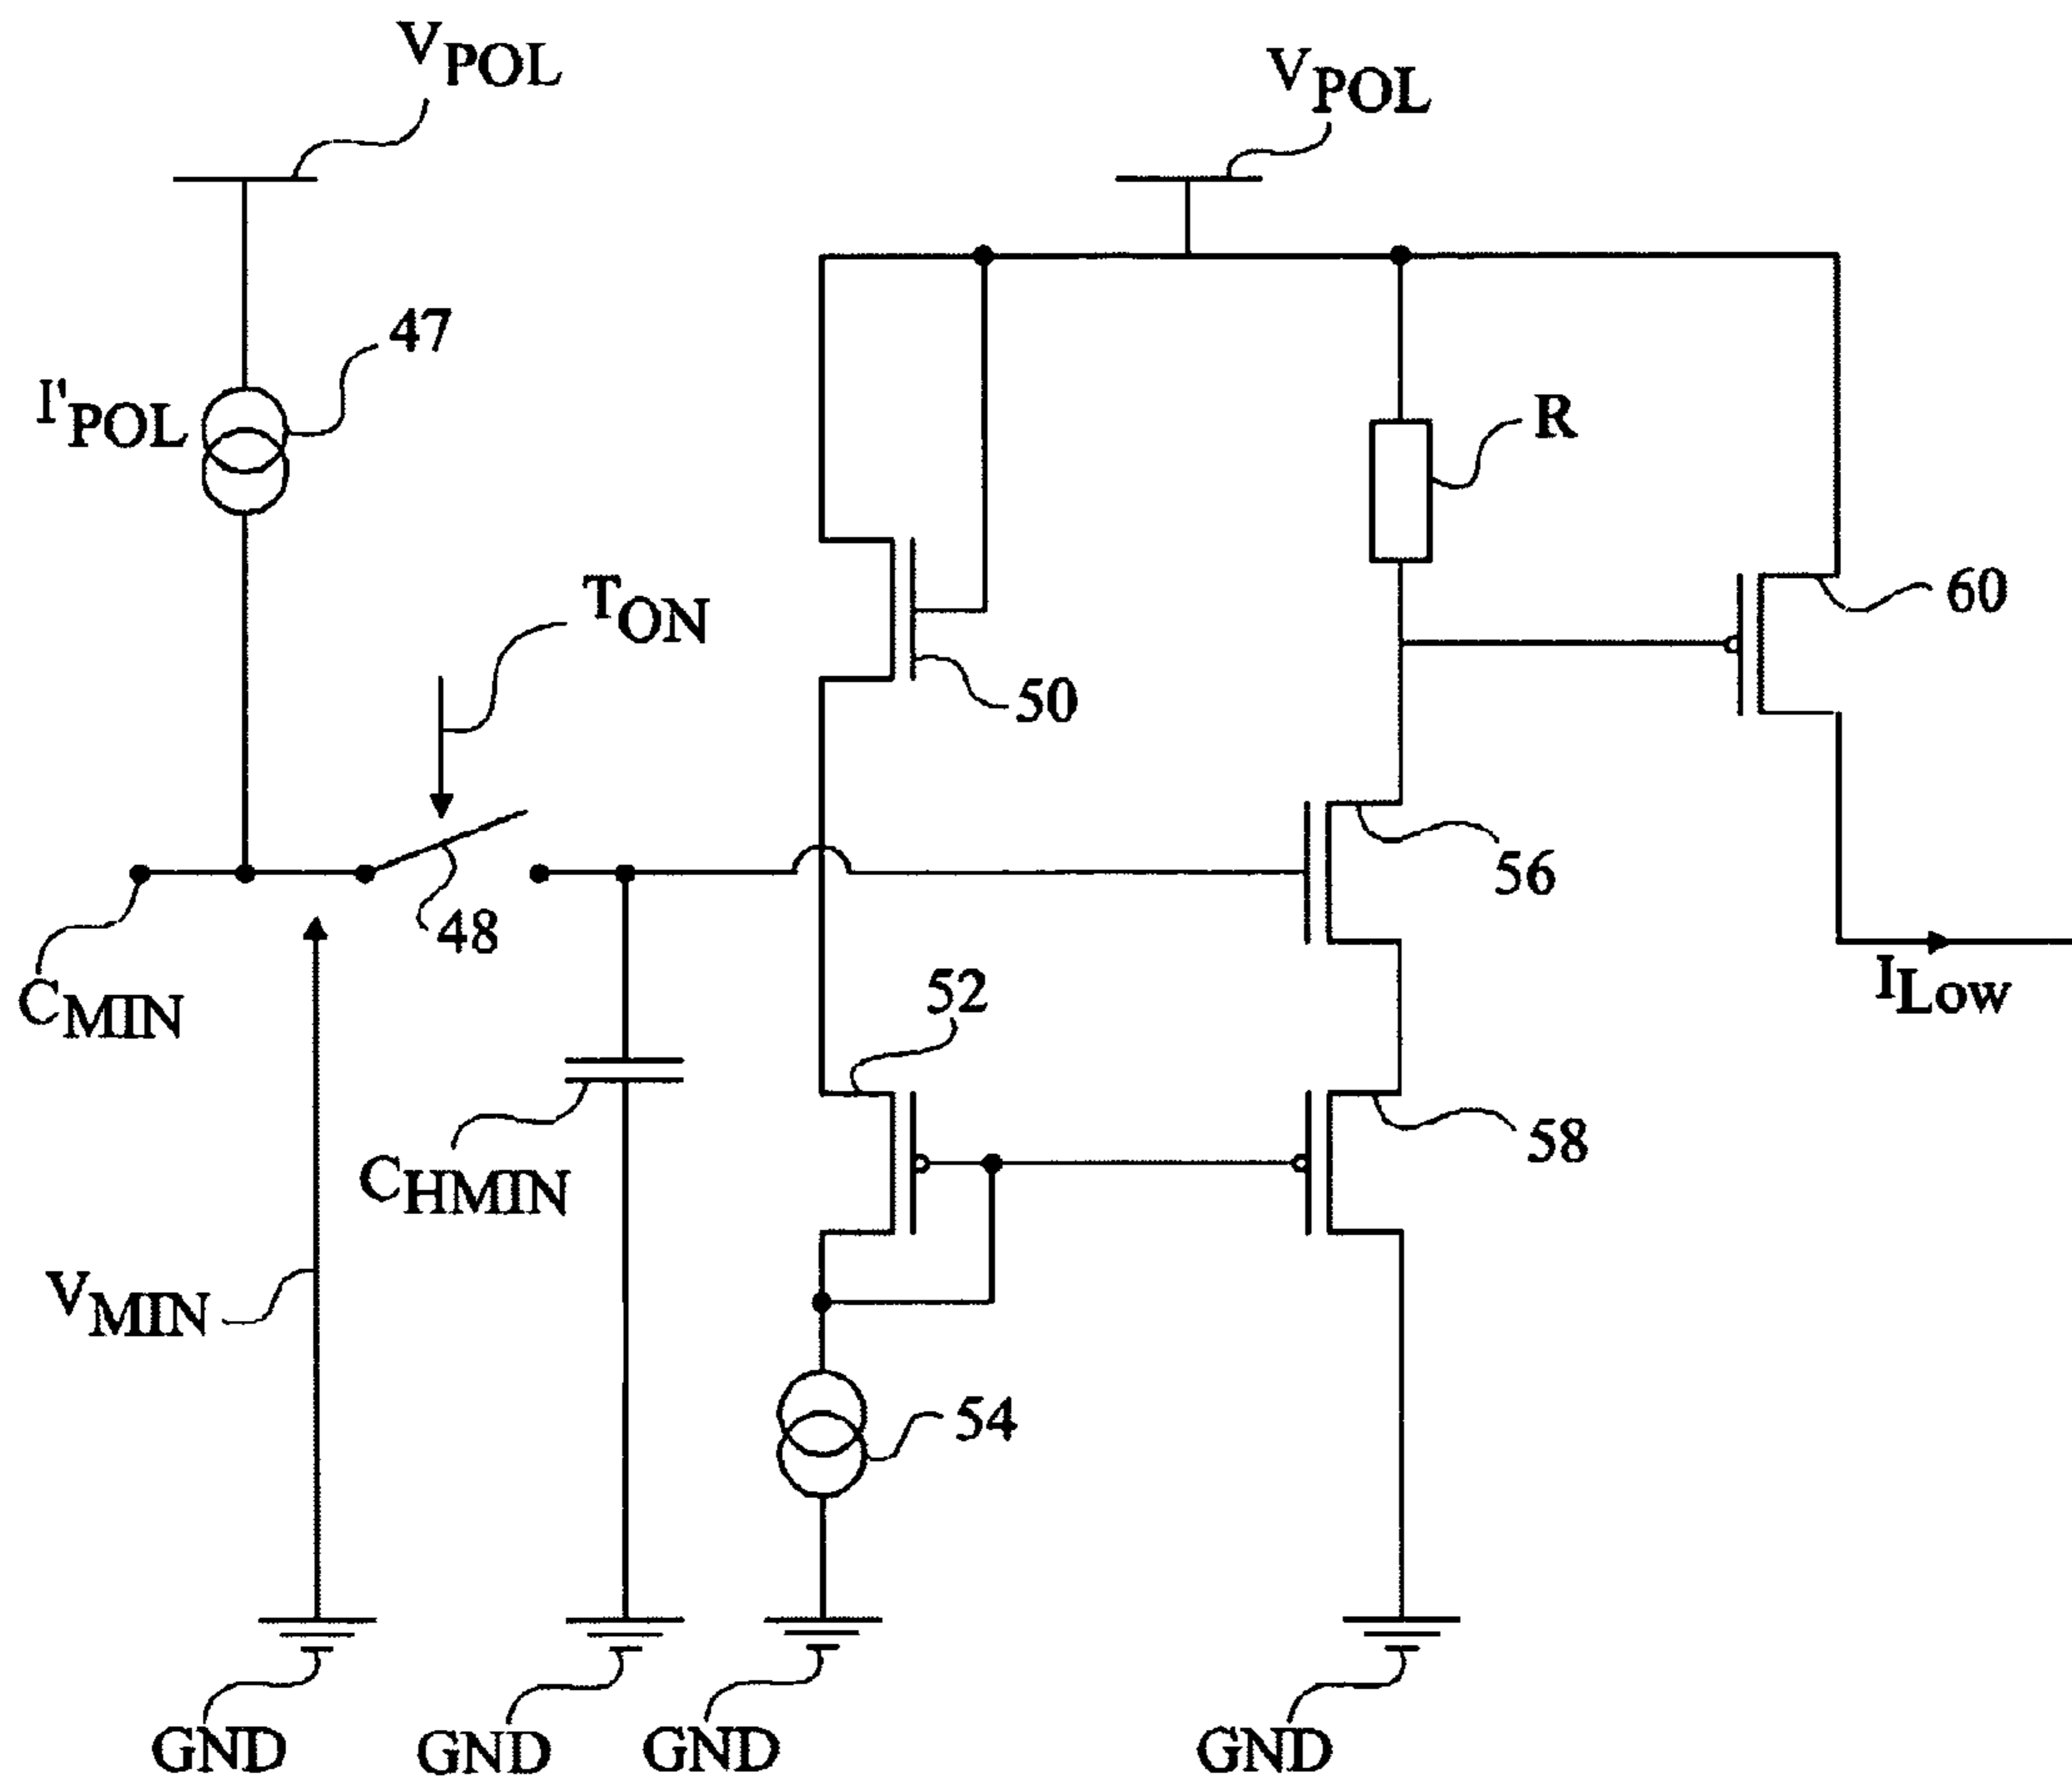 VPOL
VPOL
47
I'POL
R
TON
60
50
56
48
CMIN
52
ILow
58
CHMIN
VMIN
54
GND
GND
GND
GND